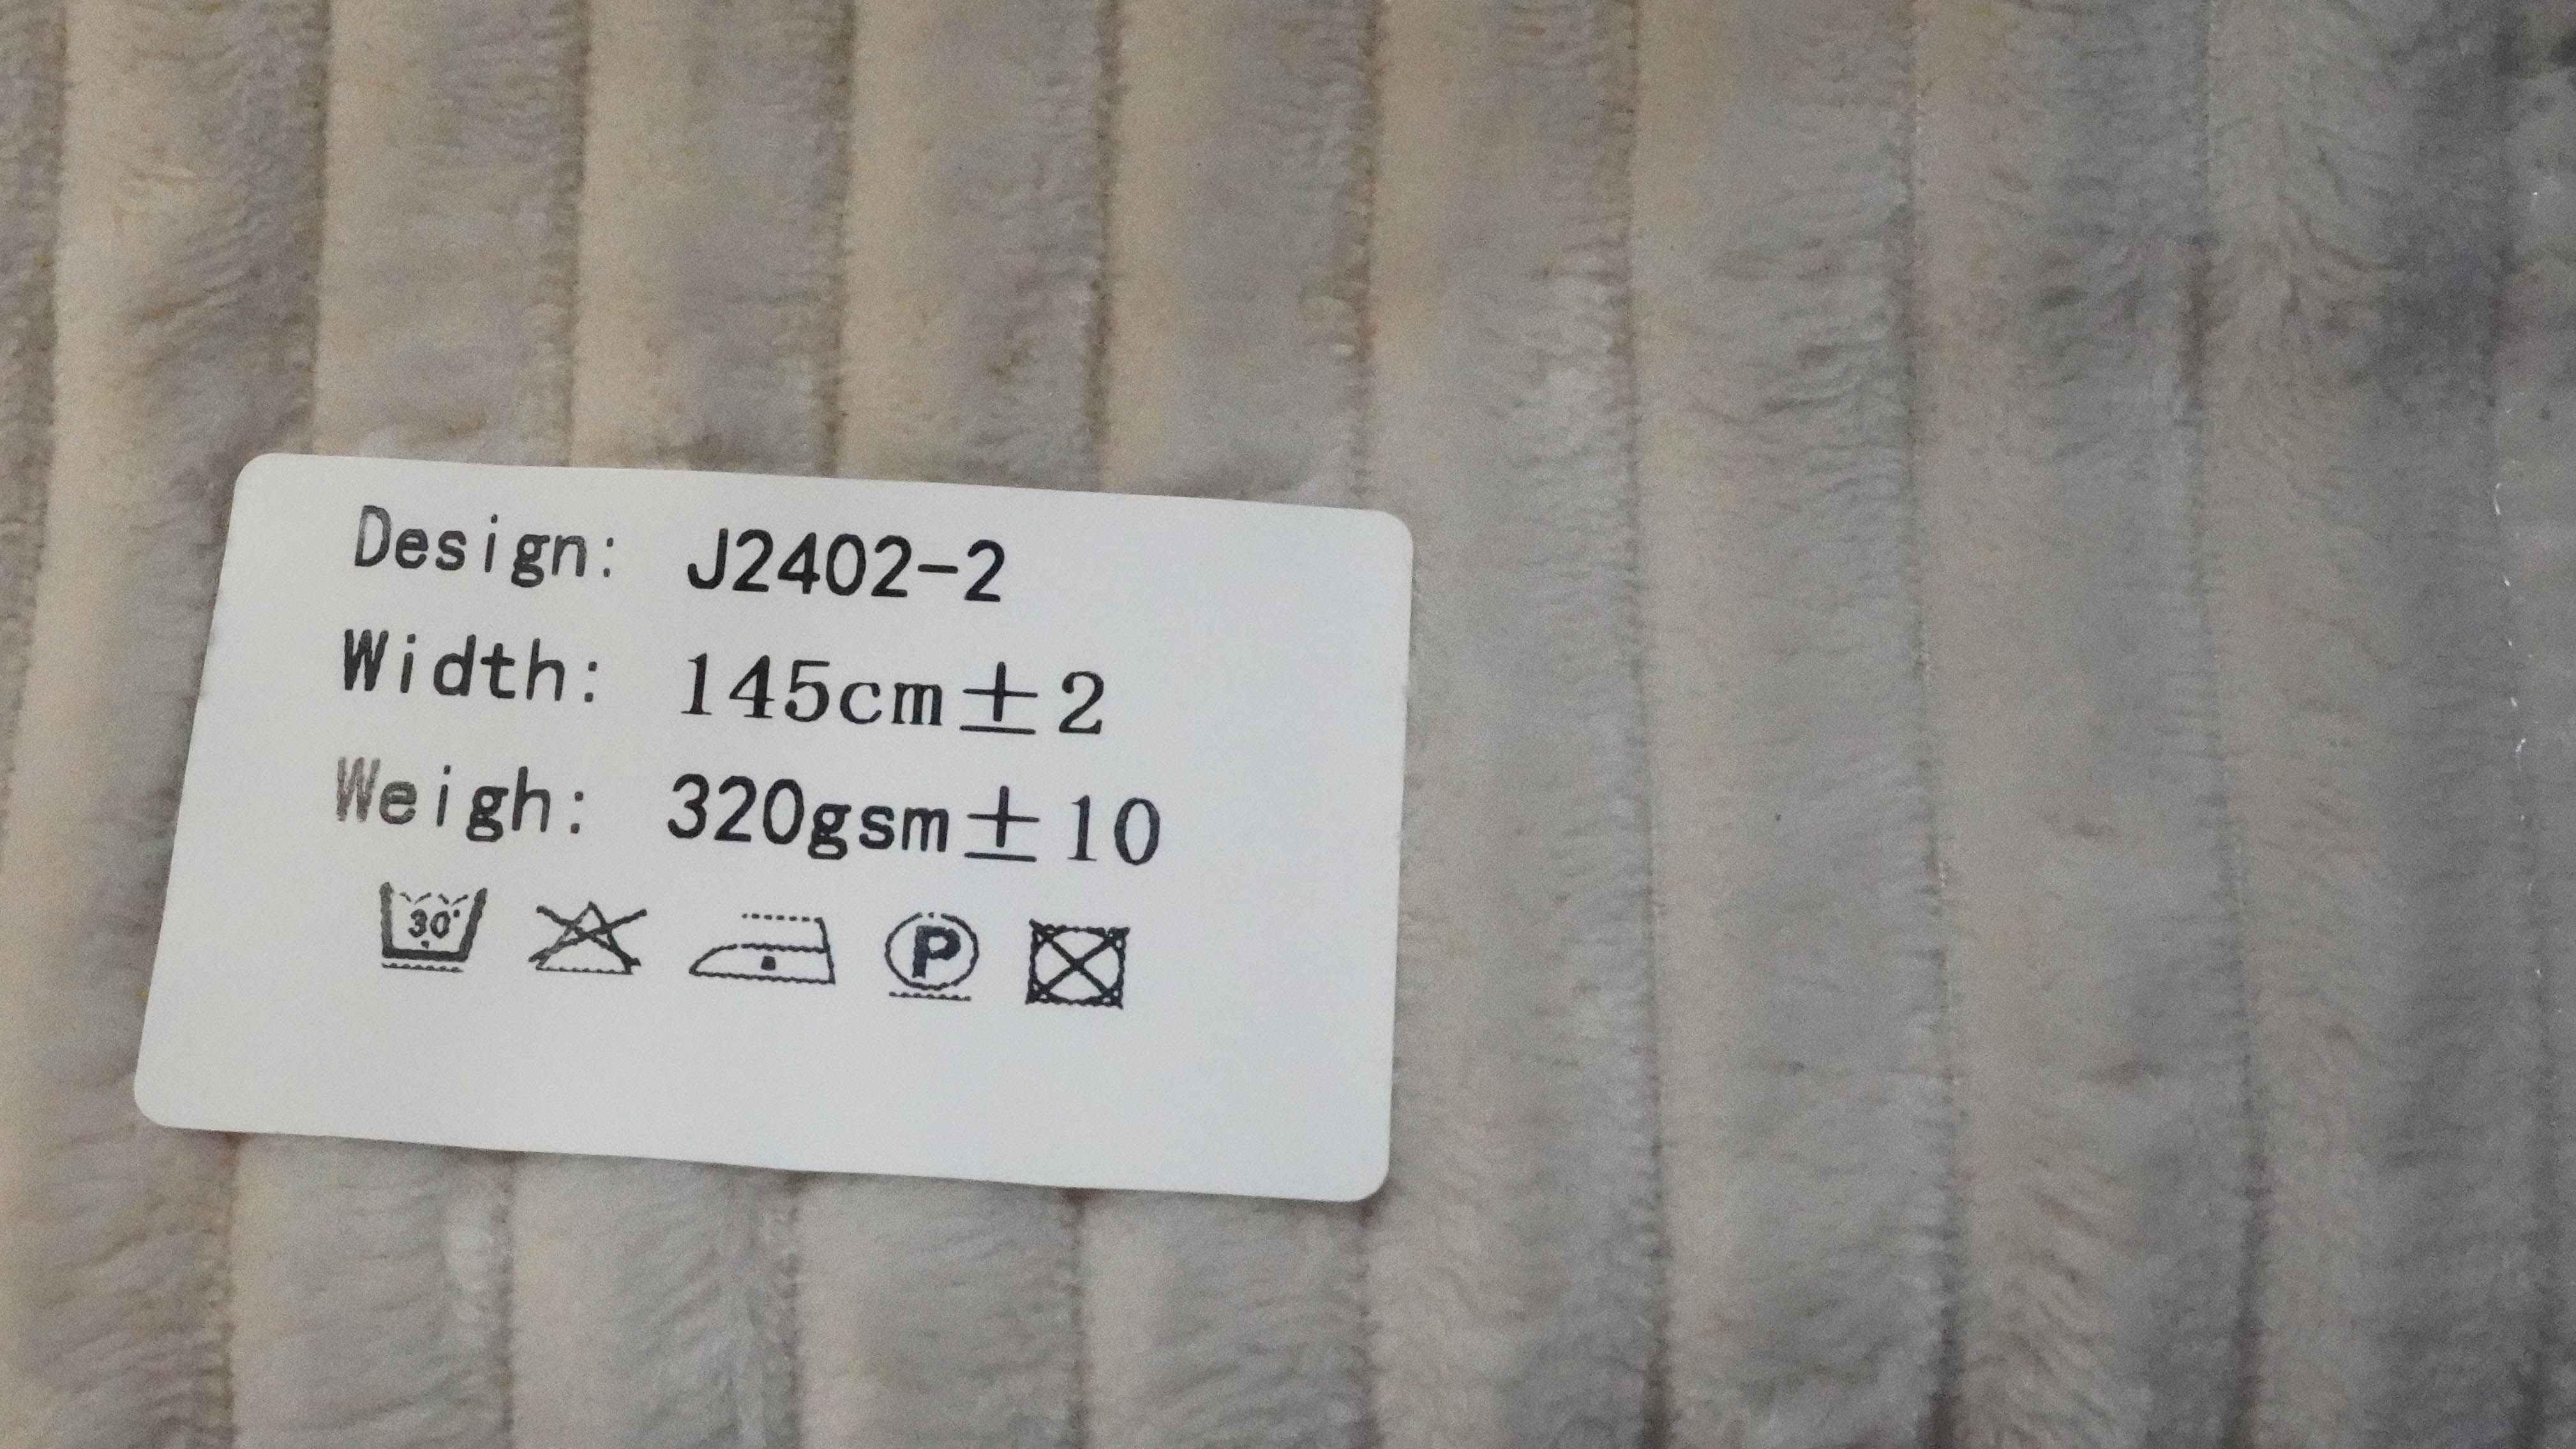 Design: J2402-2
Width: 145cm±2
Weigh: 320gsm±10
30° P